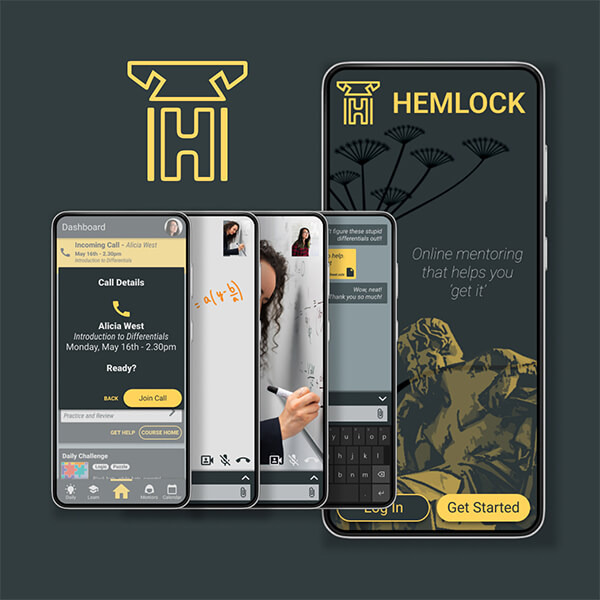 H
HEMLOCK
Online mentoring
that helps you
'get it'
Log In
Get Started
Dashboard
Incoming Call - Alicia West
May 16th - 2.30pm
Introduction to Differentials
Call Details
Alicia West
Introduction to Differentials
Monday, May 16th - 2.30pm
Ready?
BACK
Join Call
Practice and Review
GET HELP
COURSE HOME
Daily Challenge
Logic
Puzzle
Daily
Learn
Mentors
Calendar
figure these stupid
differentials out!!
help
Wow, neat!
Thank you so much!
y u i o p
h j k l
b n m